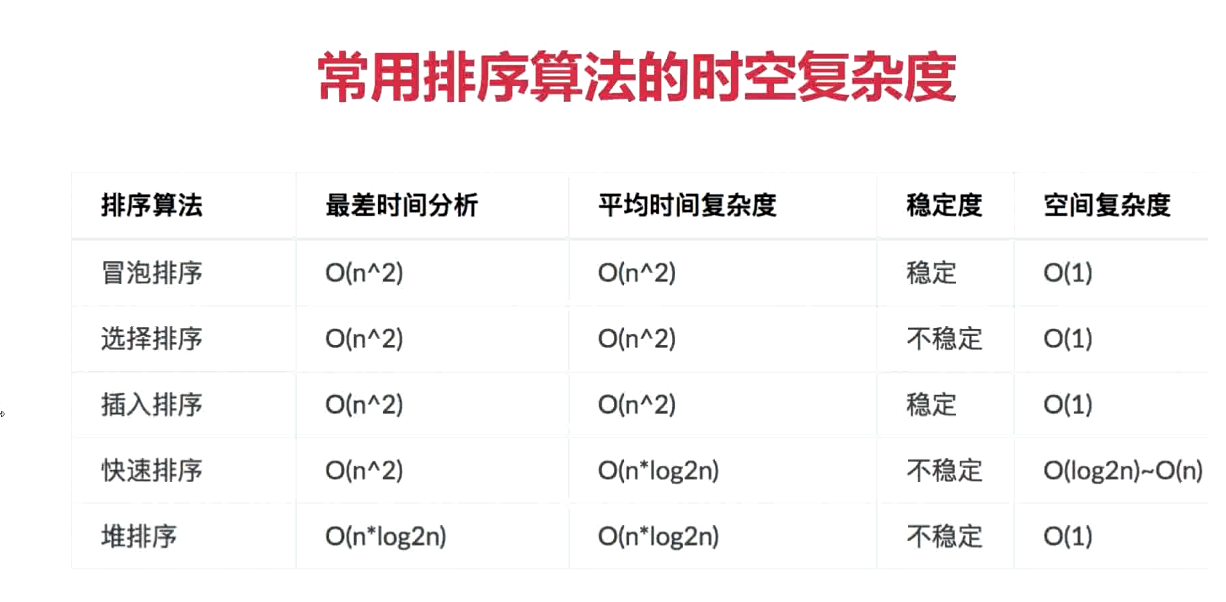 常用排序算法的时空复杂度
排序算法 最差时间分析 平均时间复杂度 稳定度 空间复杂度
冒泡排序 O(n^2) O(n^2) 稳定 O(1)
选择排序 O(n^2) O(n^2) 不稳定 O(1)
插入排序 O(n^2) O(n^2) 稳定 O(1)
快速排序 O(n^2) O(n*log2n) 不稳定 O(log2n)~O(n)
堆排序 O(n*log2n) O(n*log2n) 不稳定 O(1)